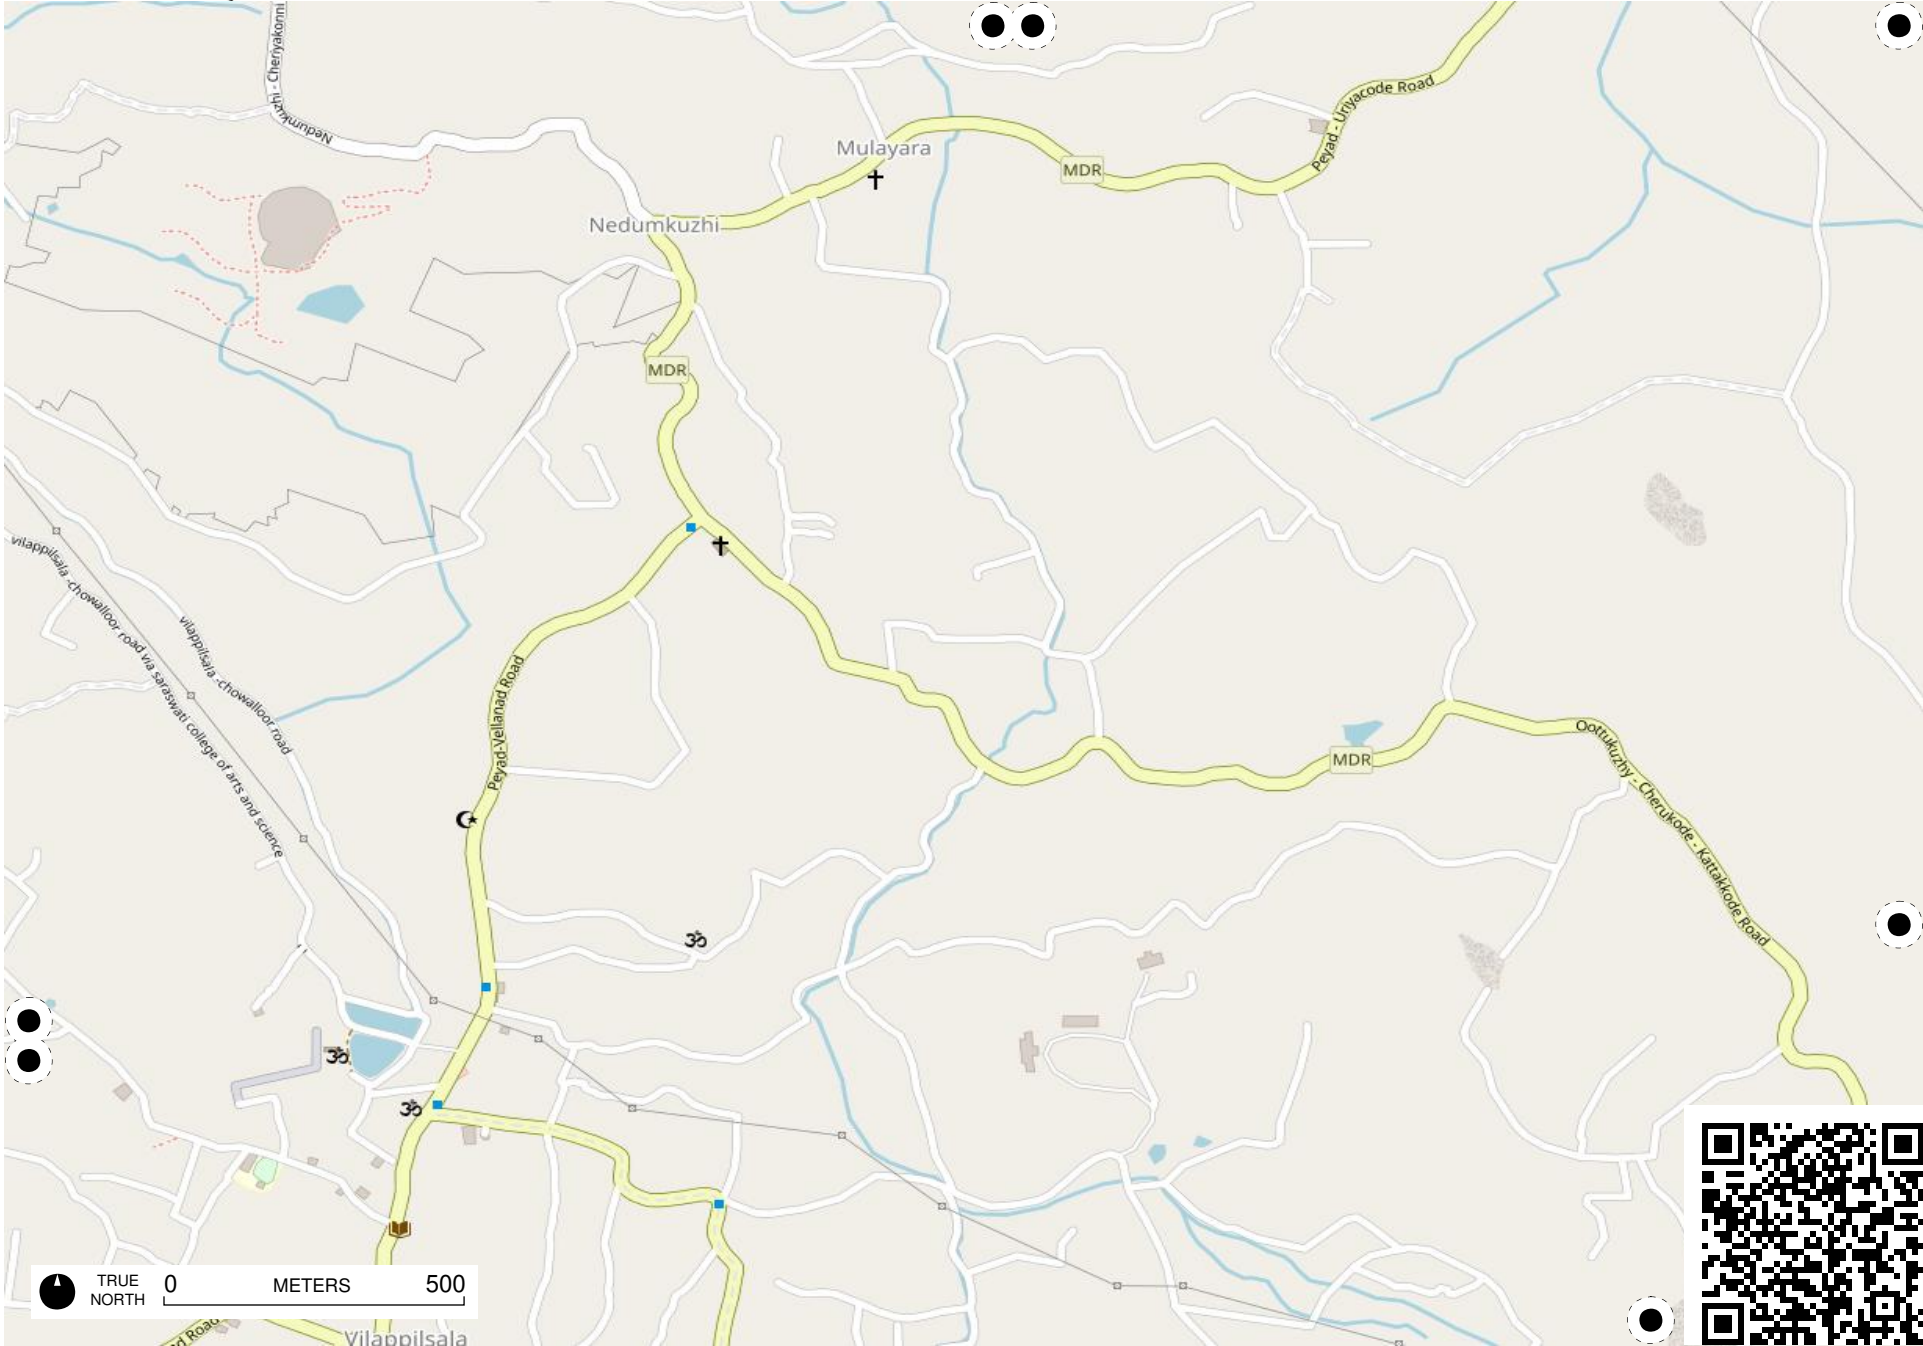 Nedumkuzhi - Cheriyakonni
Peyad - Uriyacode Road
Mulayara
MDR
Nedumkuzhi
MDR
vilappilsala -chowalloor road via saraswati college of arts and science
vilappilsala -chowalloor road
Peyad-Vellanad Road
MDR
Oottukuzhy - Cherukode - Kattakkode Road
ॐ
ॐ
ॐ
TRUE NORTH
0 METERS 500
Vilappilsala
Road